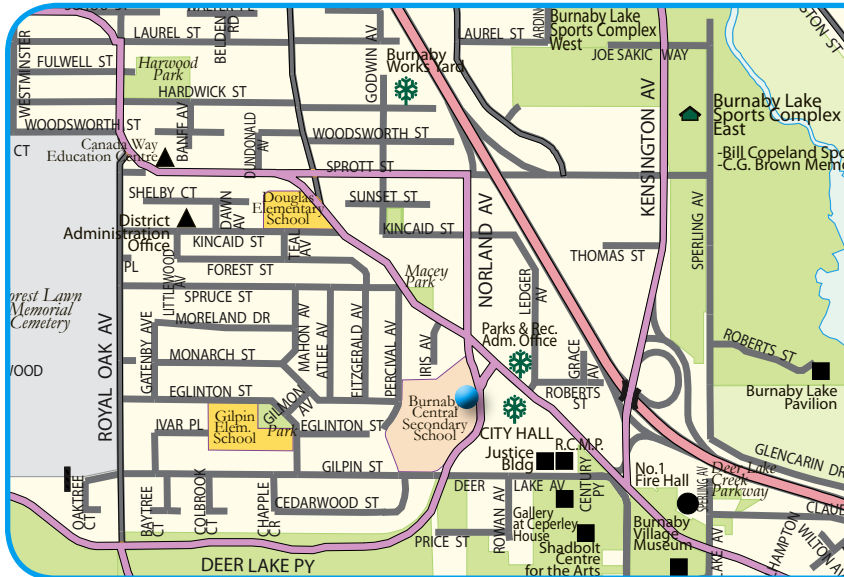 LAUREL ST
BELDEN
RD
GODWIN AV
LAUREL ST
Burnaby Lake
Sports Complex
West
JOE SAKIC WAY
WESTMINSTER
FULWELL ST
Harwood
Park
Burnaby
Works Yard
HARDWICK ST
KENSINGTON AV
Burnaby Lake
Sports Complex
East
-Bill Copeland Spo
-C.G. Brown Mem
WOODSWORTH ST
BANFF AV
DUNDONALD
AV
WOODSWORTH ST
CT
Canada Way
Education Centre
SPROTT ST
SHELBY CT
DAWN
AV
Douglas
Elementary
School
SUNSET ST
NORLAND AV
SPERLING AV
District
Administration
Office
KINCAID ST
TEAL
AV
KINCAID ST
THOMAS ST
PL
LITTLEWOOD
AV
FOREST ST
Macey
Park
LEDGER
AV
orest Lawn
Memorial
Cemetery
SPRUCE ST
MORELAND DR
MAHON AV
ATLEE AV
FITZGERALD AV
PERCIVAL AV
IRIS AV
Parks & Rec.
Adm. Office
GRACE
AV
ROBERTS ST
WOOD
ROYAL OAK AV
GATENBY AVE
MONARCH ST
EGLINTON ST
GILMON
AV
Park
ROBERTS
ST
Burnaby Lake
Pavilion
IVAR PL
Gilpin
Elem.
School
EGLINTON ST
Burnab
Central
Secondary
School
CITY HALL
Justice
Bldg
R.C.M.P.
GLENCARIN DR
GILPIN ST
DEER LAKE AV
CENTURY
PY
No.1
Fire Hall
Deer Lake
Creek
Parkway
OAKTREE
CT
BAYTREE
CT
COLBROOK
CT
CHAPPLE
CR
CEDARWOOD ST
ROWAN AV
Gallery
at Ceperley
House
Burnaby
Village
Museum
CLAUD
HAMPTON
WILTON AV
PRICE ST
Shadbolt
Centre
for the Arts
LAKE AV
DEER LAKE PY